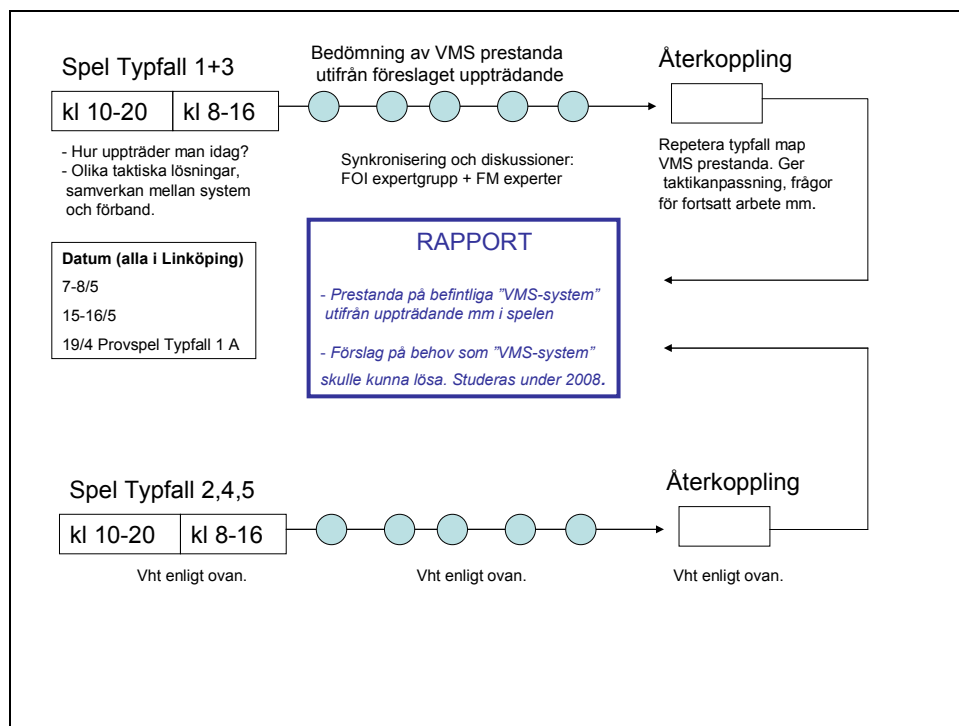 Spel Typfall 1+3
kl 10-20 kl 8-16
- Hur uppträder man idag?
- Olika taktiska lösningar,
samverkan mellan system
och förband.
Bedömning av VMS prestanda
utifrån föreslaget uppträdande
Synkronisering och diskussioner:
FOI expertgrupp + FM experter
Återkoppling
Repetera typfall map
VMS prestanda. Ger
taktikanpassning, frågor
för fortsatt arbete mm.
Datum (alla i Linköping)
7-8/5
15-16/5
19/4 Provspel Typfall 1 A
RAPPORT
- Prestanda på befintliga ”VMS-system”
utifrån uppträdande mm i spelen
- Förslag på behov som ”VMS-system”
skulle kunna lösa. Studeras under 2008.
Spel Typfall 2,4,5
kl 10-20 kl 8-16
Vht enligt ovan.
Vht enligt ovan.
Återkoppling
Vht enligt ovan.